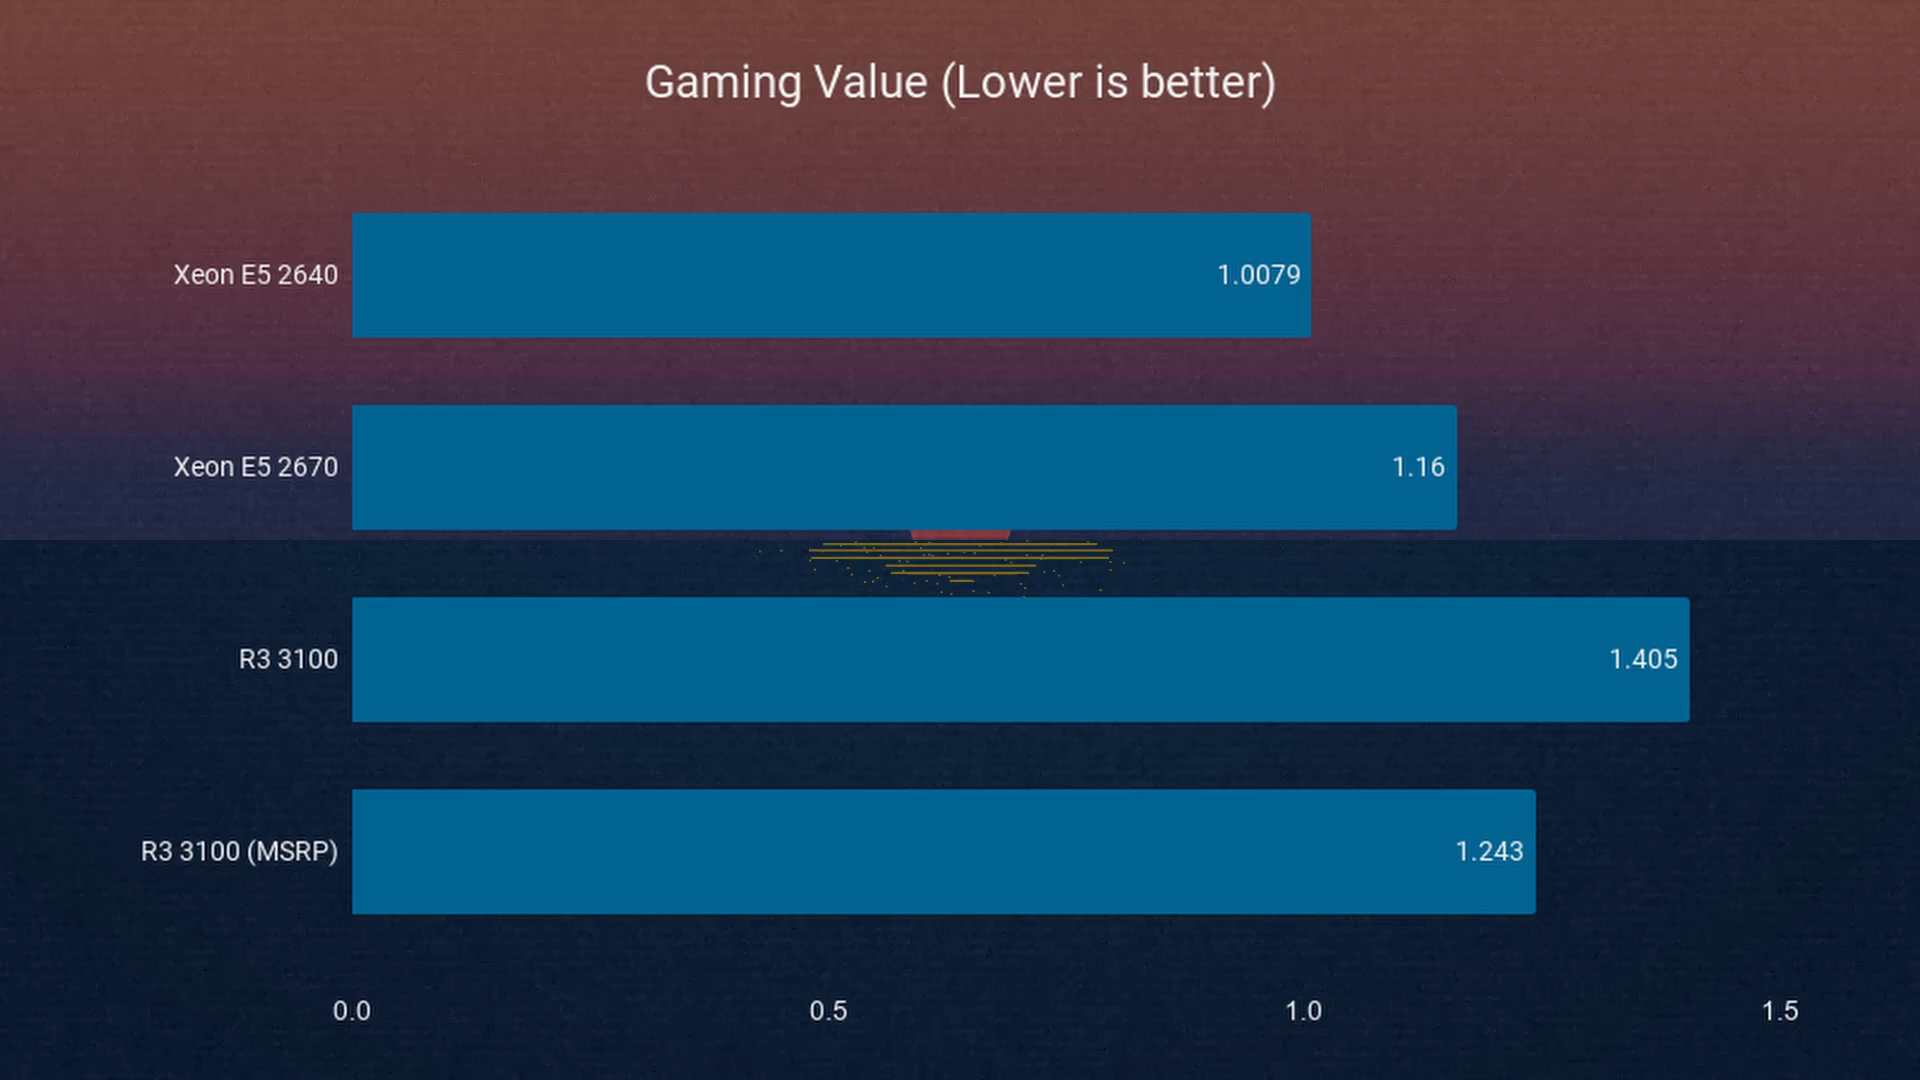 Gaming Value (Lower is better)
Xeon E5 2640
1.0079
Xeon E5 2670
1.16
R3 3100
1.405
R3 3100 (MSRP)
1.243
0.0
0.5
1.0
1.5